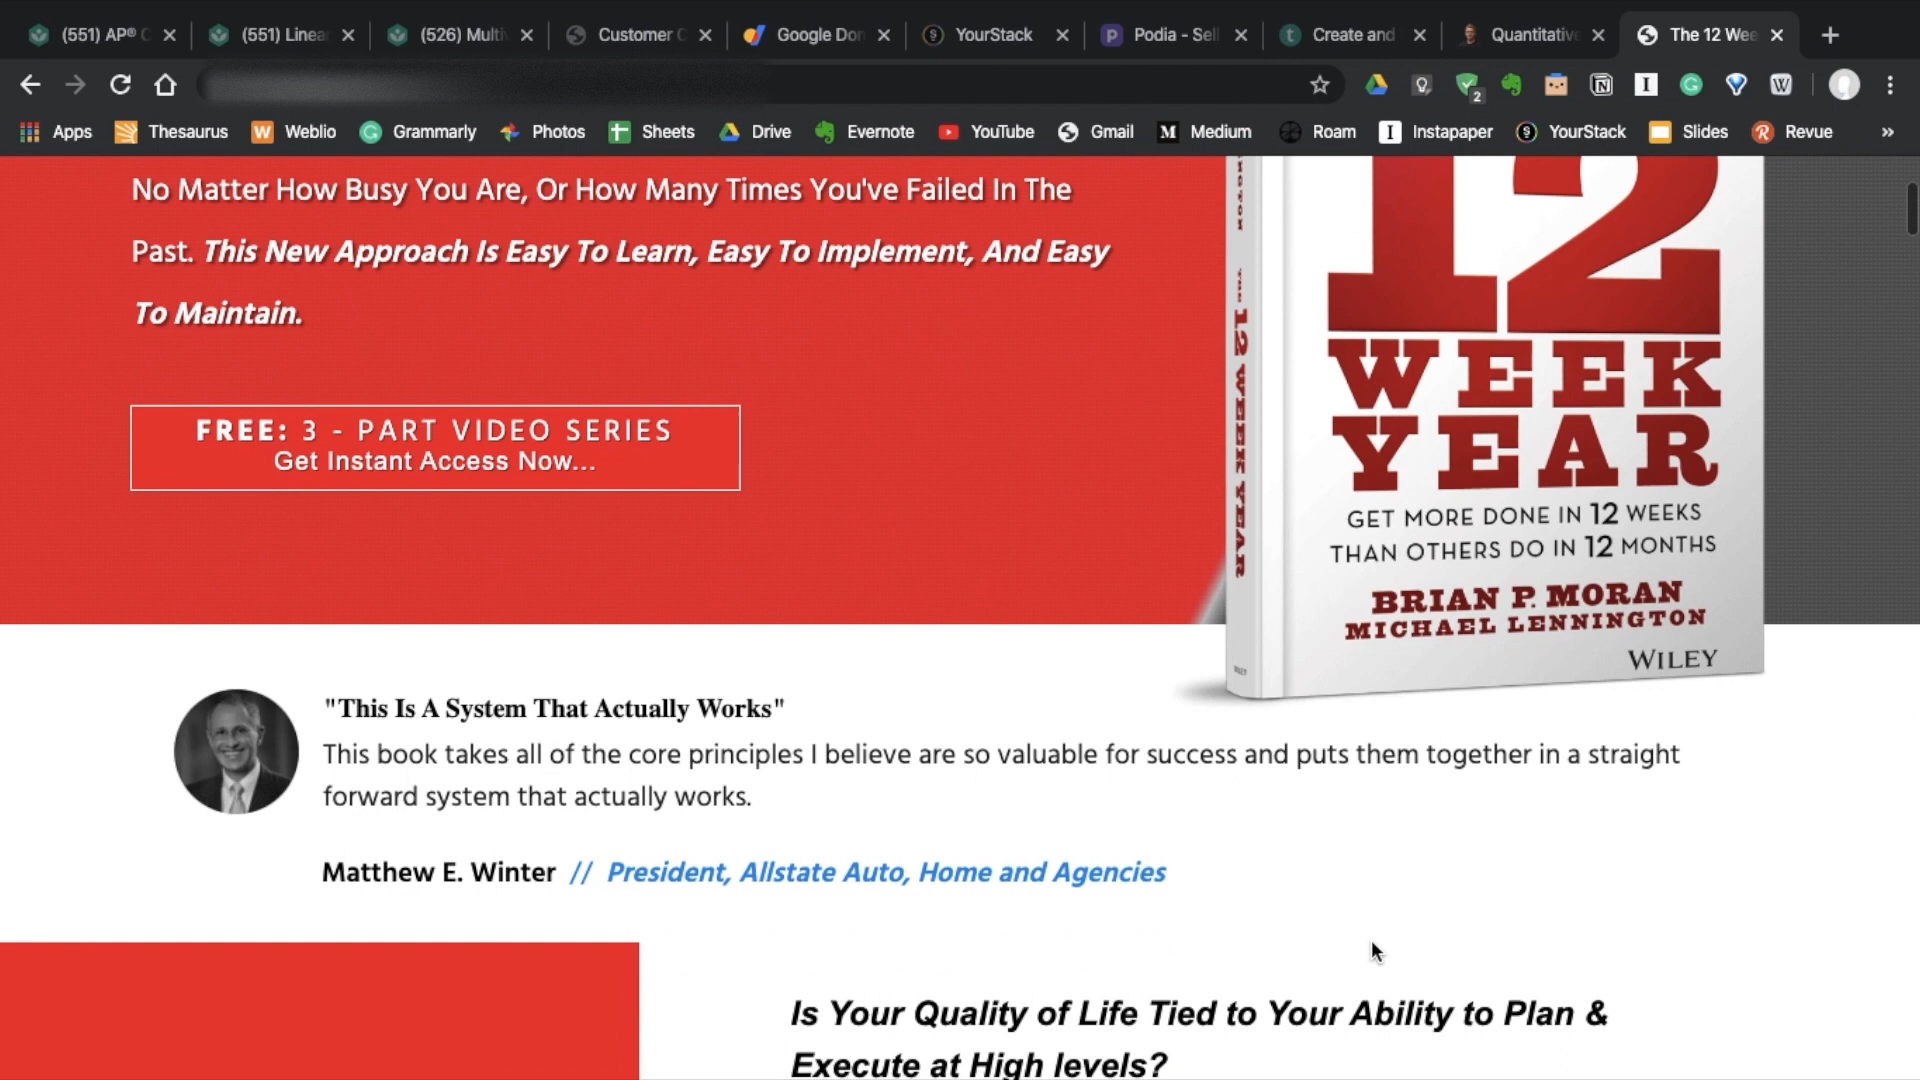 (551) AP®
(551) Linea
(526) Multi
Customer
Google Dom
YourStack
Podia - Sell
Create and
Quantitative
The 12 Wee
2
Apps
Thesaurus
Weblio
Grammarly
Photos
Sheets
Drive
Evernote
YouTube
Gmail
Medium
Roam
Instapaper
YourStack
Slides
Revue
No Matter How Busy You Are, Or How Many Times You've Failed In The
Past. This New Approach Is Easy To Learn, Easy To Implement, And Easy
To Maintain.
FREE: 3 - PART VIDEO SERIES
Get Instant Access Now...
THE 12 WEEK YEAR
12
WEEK
YEAR
GET MORE DONE IN 12 WEEKS
THAN OTHERS DO IN 12 MONTHS
BRIAN P. MORAN
MICHAEL LENNINGTON
WILEY
"This Is A System That Actually Works"
This book takes all of the core principles I believe are so valuable for success and puts them together in a straight
forward system that actually works.
Matthew E. Winter // President, Allstate Auto, Home and Agencies
Is Your Quality of Life Tied to Your Ability to Plan &
Execute at High levels?